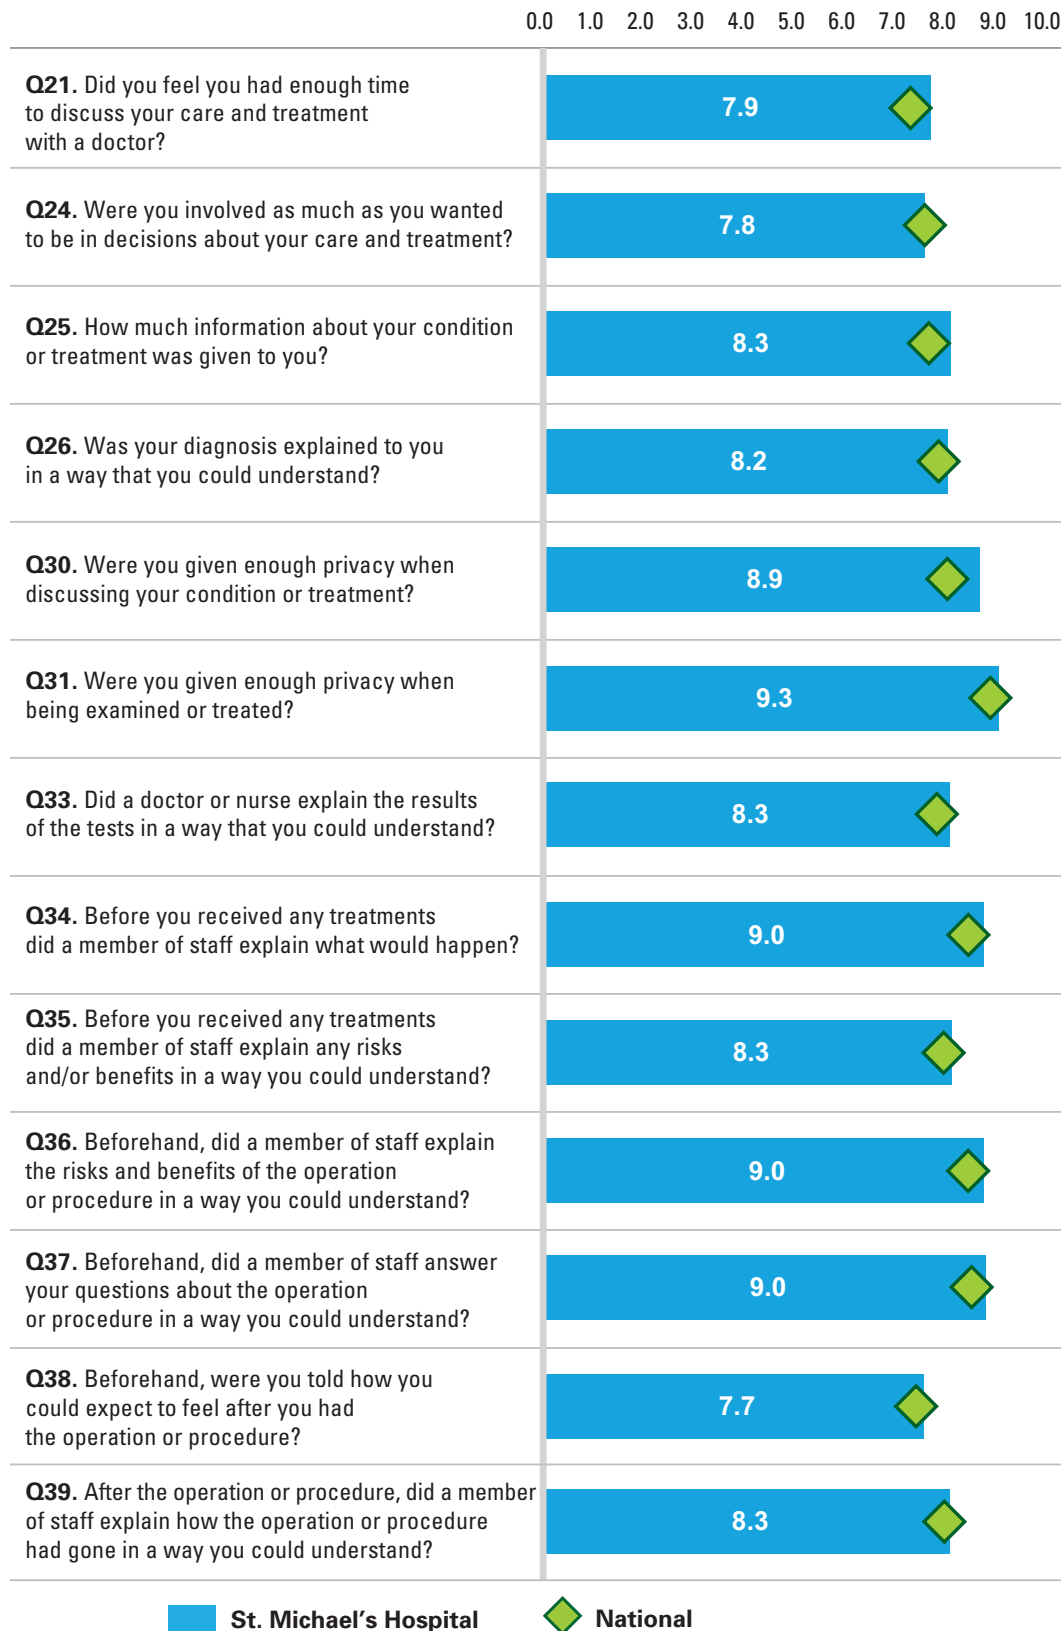 0.0 1.0 2.0 3.0 4.0 5.0 6.0 7.0 8.0 9.0 10.0
Q21. Did you feel you had enough time
to discuss your care and treatment
with a doctor?
7.9
Q24. Were you involved as much as you wanted
to be in decisions about your care and treatment?
7.8
Q25. How much information about your condition
or treatment was given to you?
8.3
Q26. Was your diagnosis explained to you
in a way that you could understand?
8.2
Q30. Were you given enough privacy when
discussing your condition or treatment?
8.9
Q31. Were you given enough privacy when
being examined or treated?
9.3
Q33. Did a doctor or nurse explain the results
of the tests in a way that you could understand?
8.3
Q34. Before you received any treatments
did a member of staff explain what would happen?
9.0
Q35. Before you received any treatments
did a member of staff explain any risks
and/or benefits in a way you could understand?
8.3
Q36. Beforehand, did a member of staff explain
the risks and benefits of the operation
or procedure in a way you could understand?
9.0
Q37. Beforehand, did a member of staff answer
your questions about the operation
or procedure in a way you could understand?
9.0
Q38. Beforehand, were you told how you
could expect to feel after you had
the operation or procedure?
7.7
Q39. After the operation or procedure, did a member
of staff explain how the operation or procedure
had gone in a way you could understand?
8.3
St. Michael's Hospital National